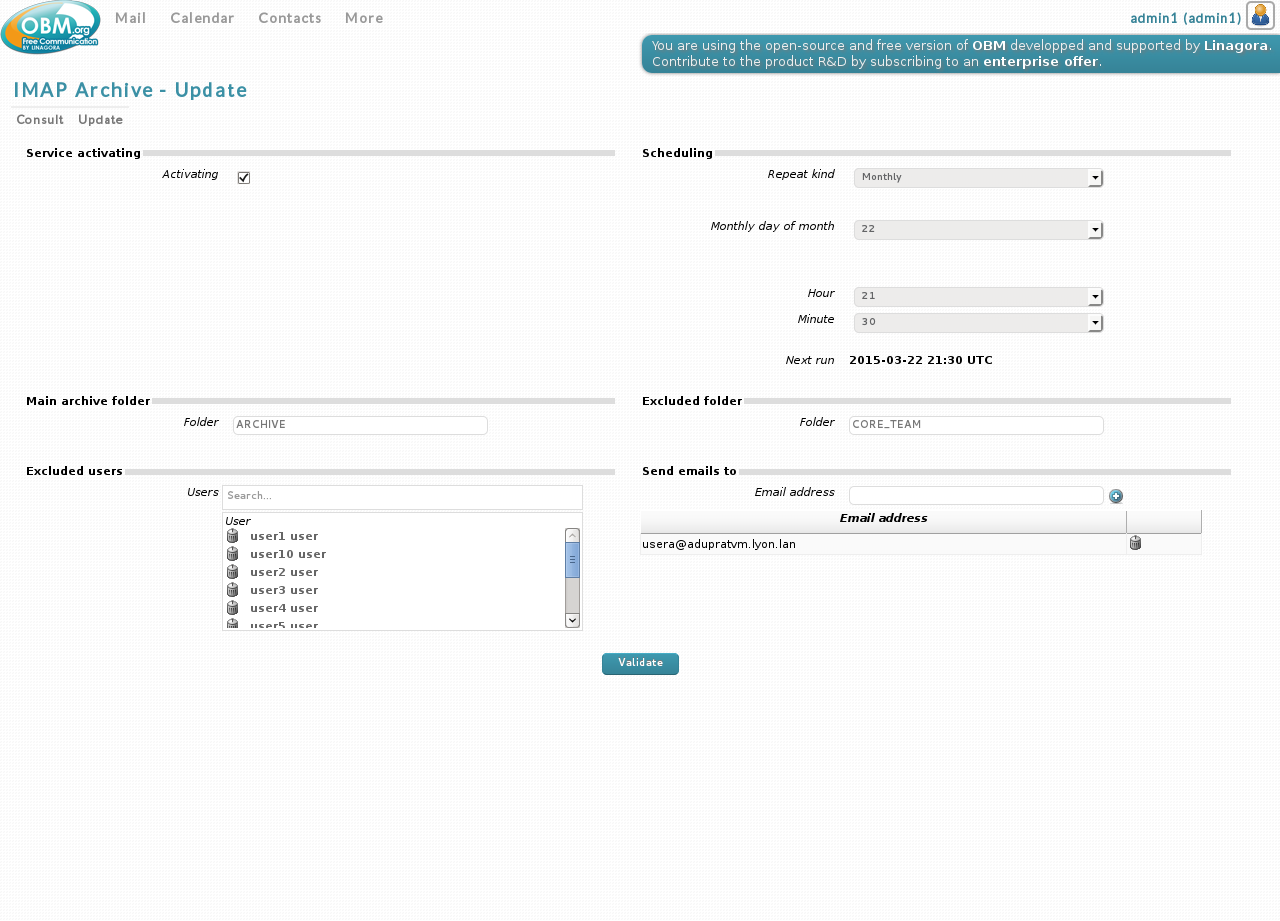 OBM.org
Free Communication
BY LINAGORA
Mail Calendar Contacts More
admin1 (admin1)
You are using the open-source and free version of OBM developped and supported by Linagora.
Contribute to the product R&D by subscribing to an enterprise offer.
IMAP Archive - Update
Consult Update
Service activating
Activating
Scheduling
Repeat kind Monthly
Monthly day of month 22
Hour 21
Minute 30
Next run 2015-03-22 21:30 UTC
Main archive folder
Folder ARCHIVE
Excluded folder
Folder CORE_TEAM
Excluded users
Users Search...
User
user1 user
user10 user
user2 user
user3 user
user4 user
user5 user
Send emails to
Email address
Email address
usera@adupratvm.lyon.lan
Validate